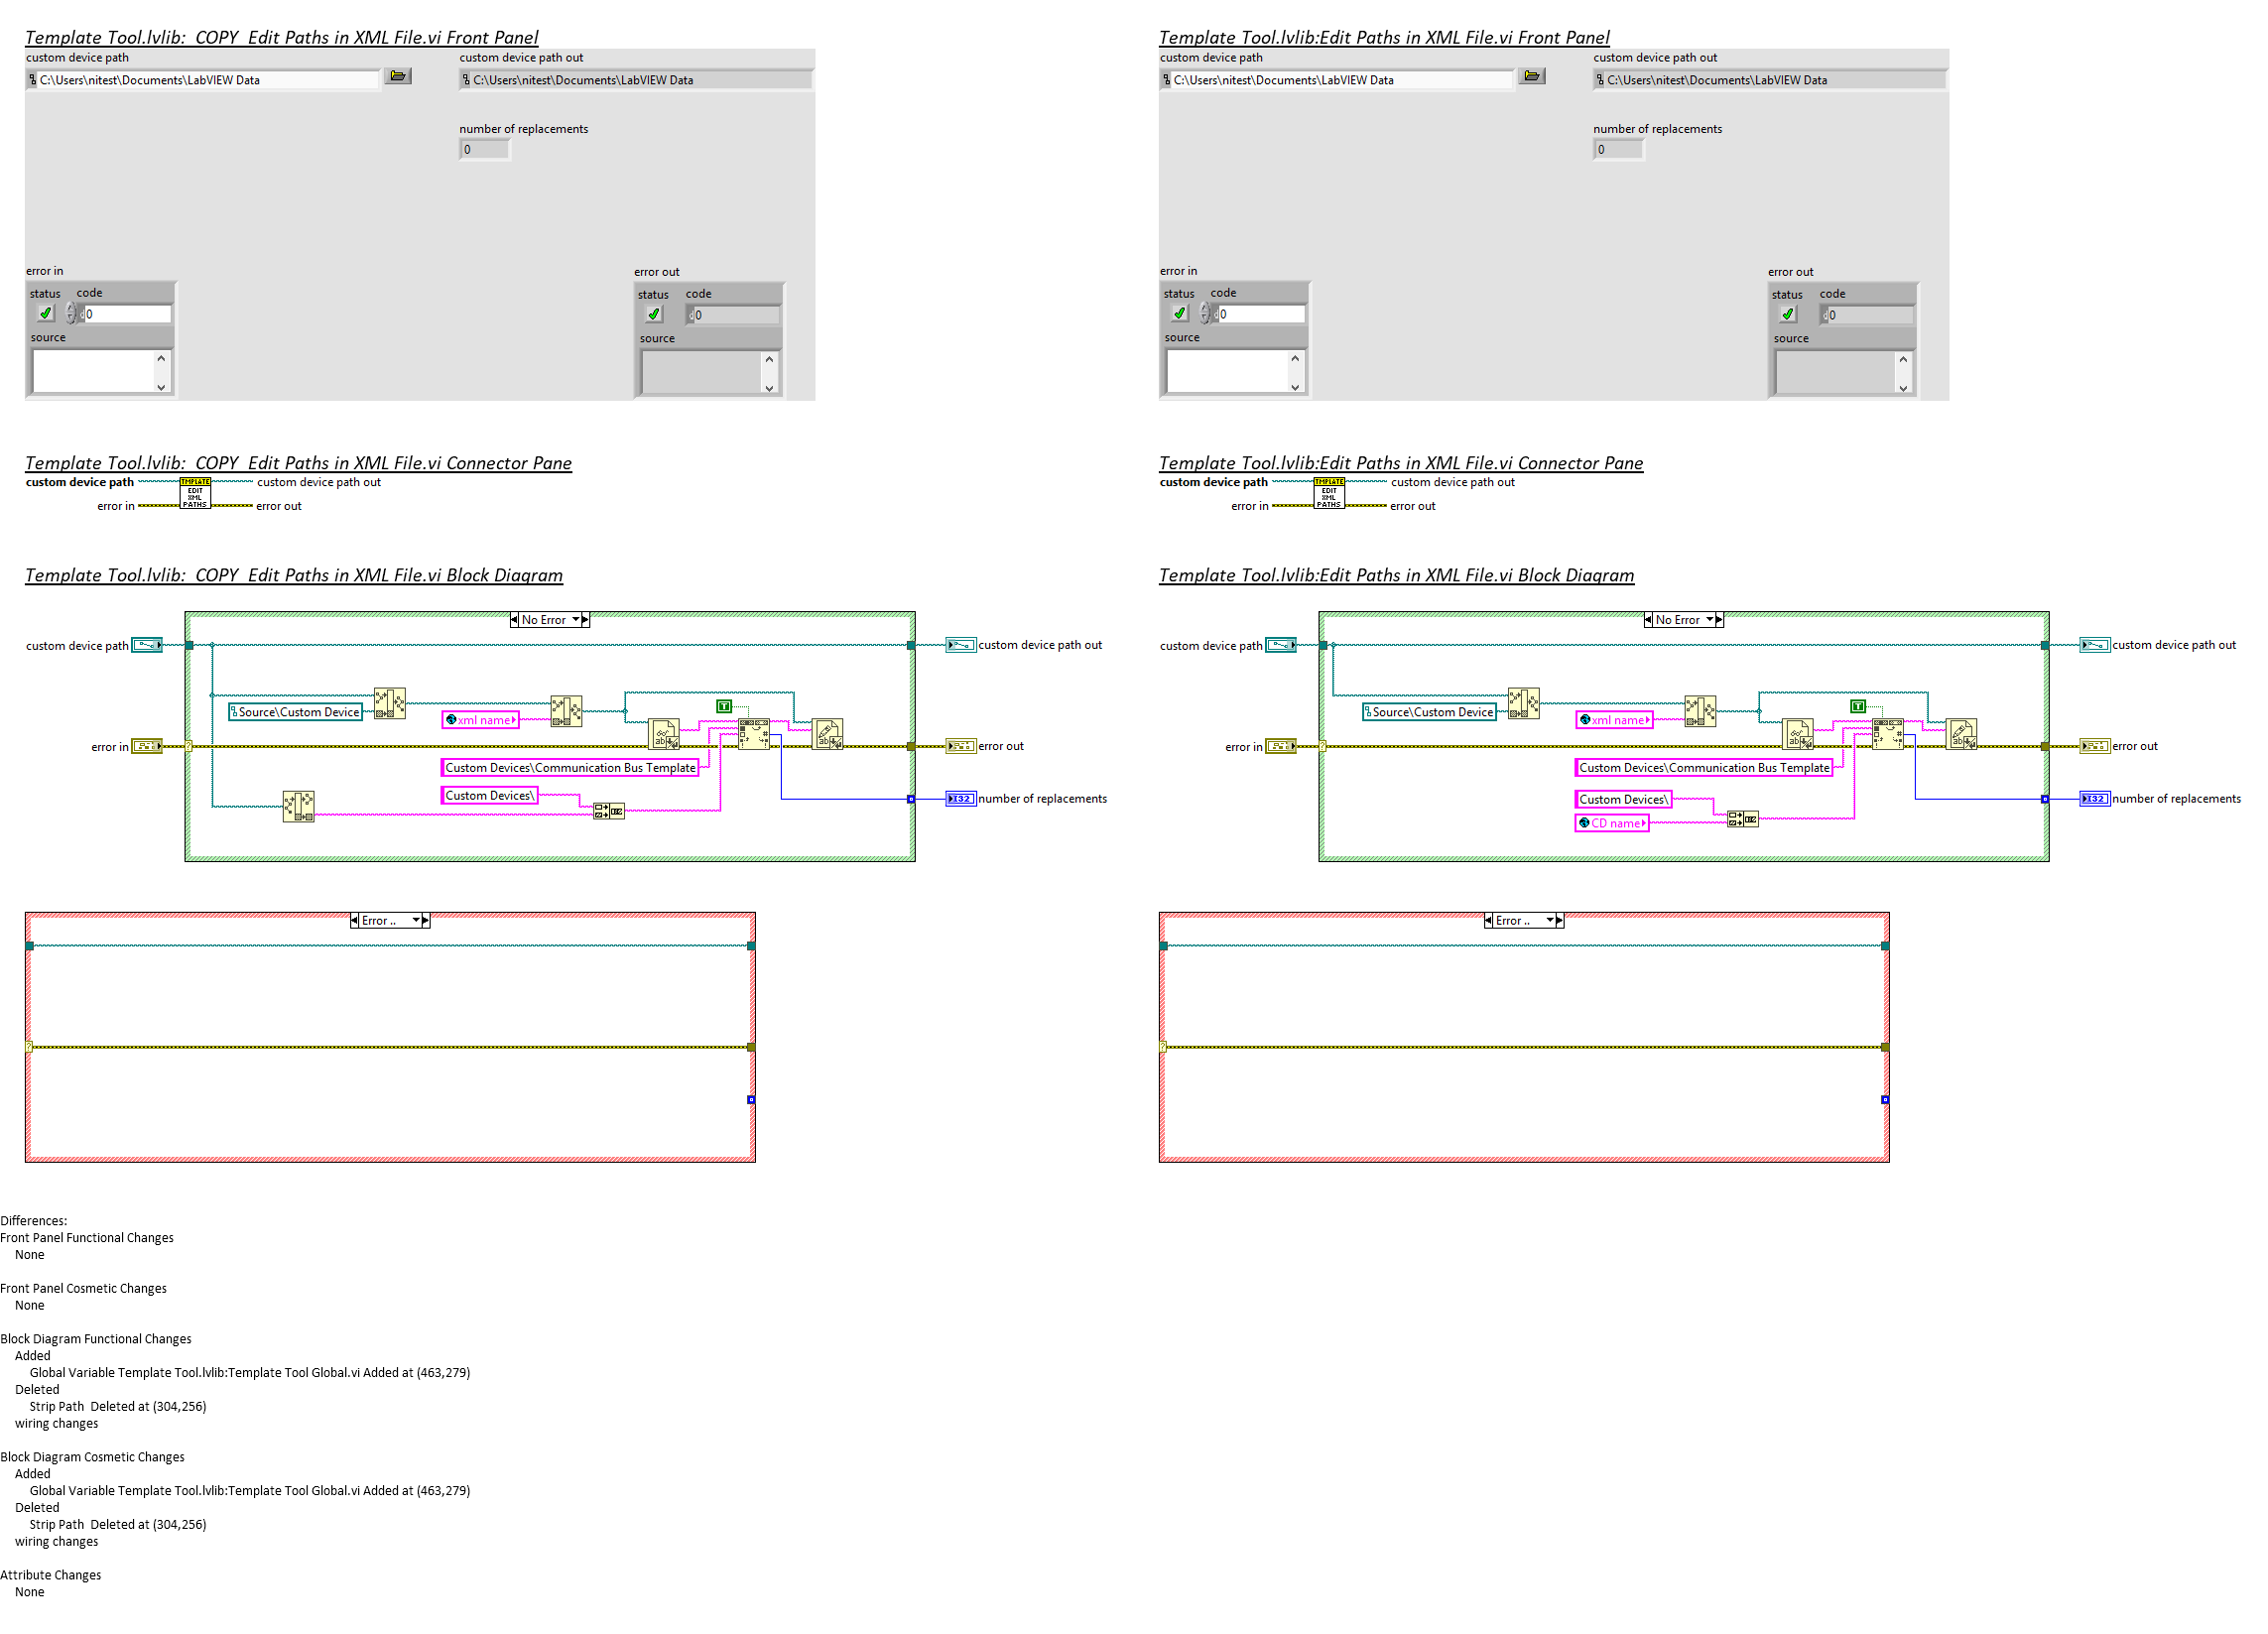 Template Tool.lvlib:  COPY  Edit Paths in XML File.vi Front Panel
custom device path
custom device path out
C:\Users\nitest\Documents\LabVIEW Data
C:\Users\nitest\Documents\LabVIEW Data
number of replacements
0
error in
error out
status code
0
source
status code
0
source
Template Tool.lvlib:  COPY  Edit Paths in XML File.vi Connector Pane
custom device path
TMPLATE
EDIT
XML
PATHS
custom device path out
error in
error out
Template Tool.lvlib:  COPY  Edit Paths in XML File.vi Block Diagram
No Error
custom device path
custom device path out
Source\Custom Device
xml name
T
error in
error out
Custom Devices\Communication Bus Template
Custom Devices\
I32
number of replacements
Error ..
Template Tool.lvlib:Edit Paths in XML File.vi Front Panel
custom device path
custom device path out
C:\Users\nitest\Documents\LabVIEW Data
C:\Users\nitest\Documents\LabVIEW Data
number of replacements
0
error in
error out
status code
0
source
status code
0
source
Template Tool.lvlib:Edit Paths in XML File.vi Connector Pane
custom device path
TMPLATE
EDIT
XML
PATHS
custom device path out
error in
error out
Template Tool.lvlib:Edit Paths in XML File.vi Block Diagram
No Error
custom device path
custom device path out
Source\Custom Device
xml name
T
error in
error out
Custom Devices\Communication Bus Template
Custom Devices\
CD name
I32
number of replacements
Error ..
Differences:
Front Panel Functional Changes
None
Front Panel Cosmetic Changes
None
Block Diagram Functional Changes
Added
Global Variable Template Tool.lvlib:Template Tool Global.vi Added at (463,279)
Deleted
Strip Path  Deleted at (304,256)
wiring changes
Block Diagram Cosmetic Changes
Added
Global Variable Template Tool.lvlib:Template Tool Global.vi Added at (463,279)
Deleted
Strip Path  Deleted at (304,256)
wiring changes
Attribute Changes
None